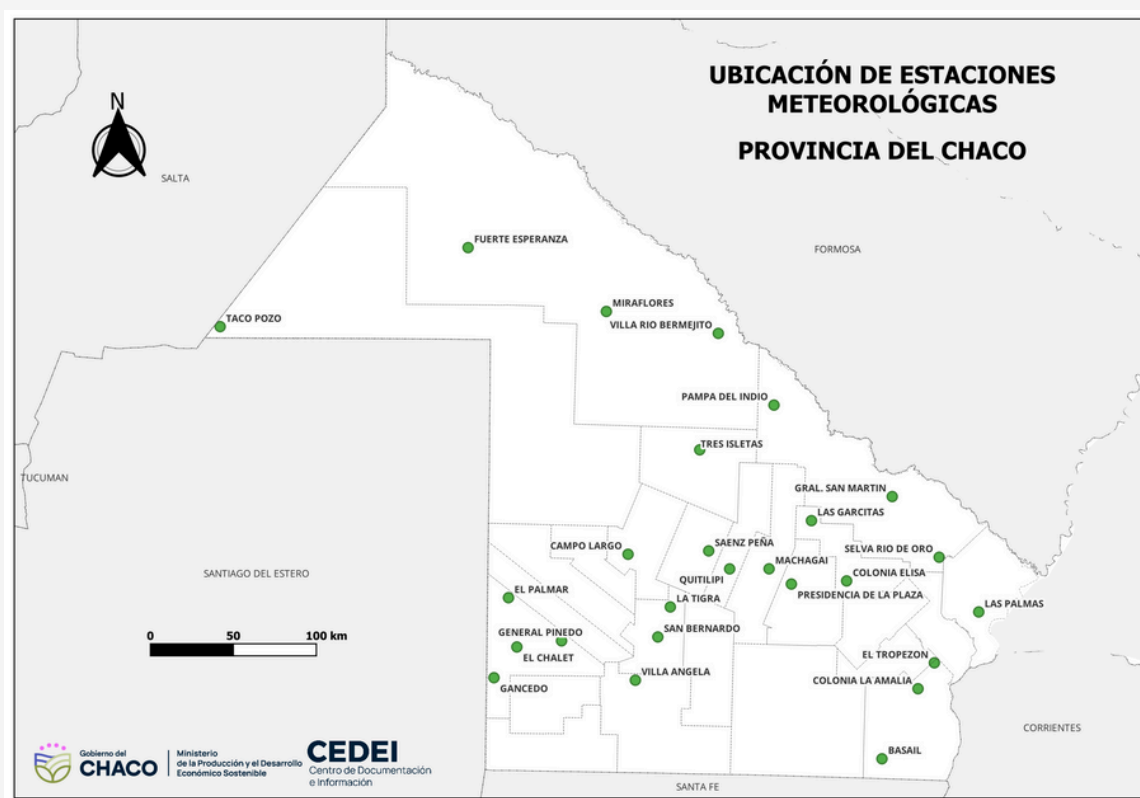 UBICACIÓN DE ESTACIONES
METEOROLÓGICAS
PROVINCIA DEL CHACO
N
SALTA
FUERTE ESPERANZA
FORMOSA
MIRAFLORES
TACO POZO
VILLA RIO BERMEJITO
PAMPA DEL INDIO
TRES ISLETAS
TUCUMAN
GRAL. SAN MARTIN
LAS GARCITAS
CAMPO LARGO
SAENZ PEÑA
SELVA RIO DE ORO
MACHAGAI
SANTIAGO DEL ESTERO
QUITILIPI
COLONIA ELISA
EL PALMAR
PRESIDENCIA DE LA PLAZA
LA TIGRA
LAS PALMAS
GENERAL PINEDO
SAN BERNARDO
0 50 100 km
EL CHALET
EL TROPEZON
VILLA ANGELA
COLONIA LA AMALIA
GANCEDO
CORRIENTES
BASAIL
Gobierno del
CHACO
Ministerio
de la Producción y el Desarrollo
Económico Sostenible
CEDEI
Centro de Documentación
e Información
SANTA FE